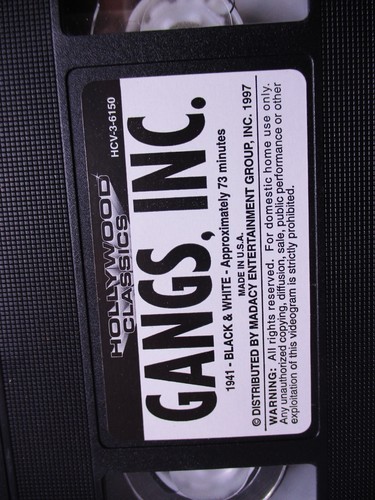 HOLLYWOOD
CLASSICS
HCV-3-6150
GANGS, INC.
1941 - BLACK & WHITE - Approximately 73 minutes
MADE IN U.S.A.
© DISTRIBUTED BY MADACY ENTERTAINMENT GROUP, INC. 1997
WARNING: All rights reserved. For domestic home use only.
Any unauthorized copying, diffusion, sale, public performance or other
exploitation of this videogram is strictly prohibited.